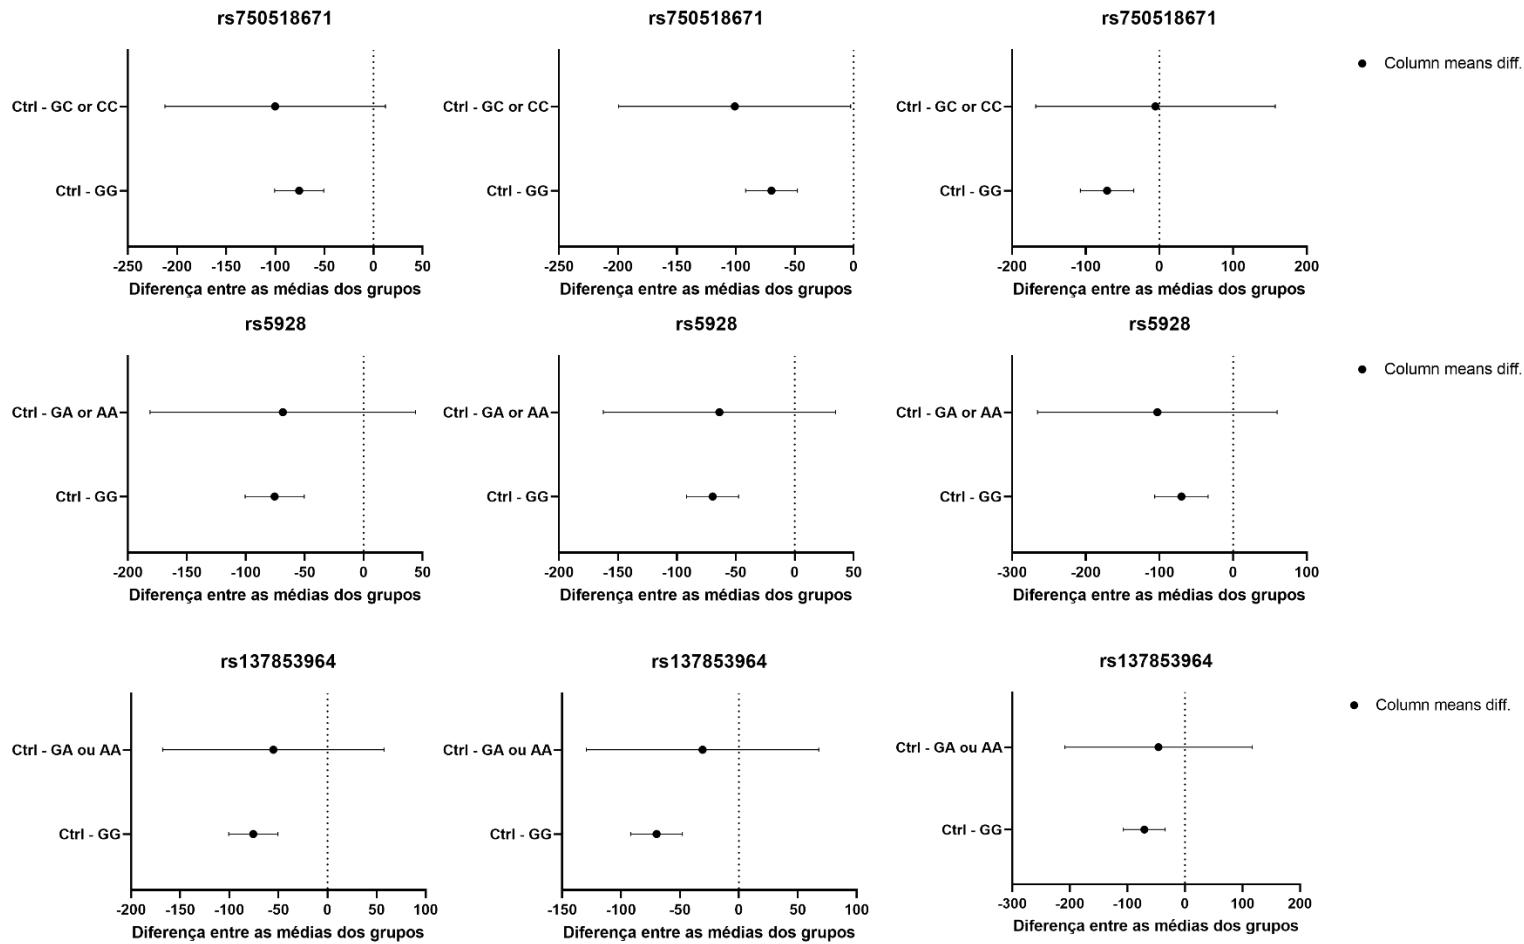 rs750518671
Ctrl - GC or CC
Ctrl - GG
-250 -200 -150 -100 -50 0 50
Diferença entre as médias dos grupos
rs750518671
Ctrl - GC or CC
Ctrl - GG
-250 -200 -150 -100 -50 0
Diferença entre as médias dos grupos
rs750518671
Ctrl - GC or CC
Ctrl - GG
-200 -100 0 100 200
Diferença entre as médias dos grupos
Column means diff.
rs5928
Ctrl - GA or AA
Ctrl - GG
-200 -150 -100 -50 0 50
Diferença entre as médias dos grupos
rs5928
Ctrl - GA or AA
Ctrl - GG
-200 -150 -100 -50 0 50
Diferença entre as médias dos grupos
rs5928
Ctrl - GA or AA
Ctrl - GG
-300 -200 -100 0 100
Diferença entre as médias dos grupos
Column means diff.
rs137853964
Ctrl - GA ou AA
Ctrl - GG
-200 -150 -100 -50 0 50 100
Diferença entre as médias dos grupos
rs137853964
Ctrl - GA ou AA
Ctrl - GG
-150 -100 -50 0 50 100
Diferença entre as médias dos grupos
rs137853964
Ctrl - GA ou AA
Ctrl - GG
-300 -200 -100 0 100 200
Diferença entre as médias dos grupos
Column means diff.